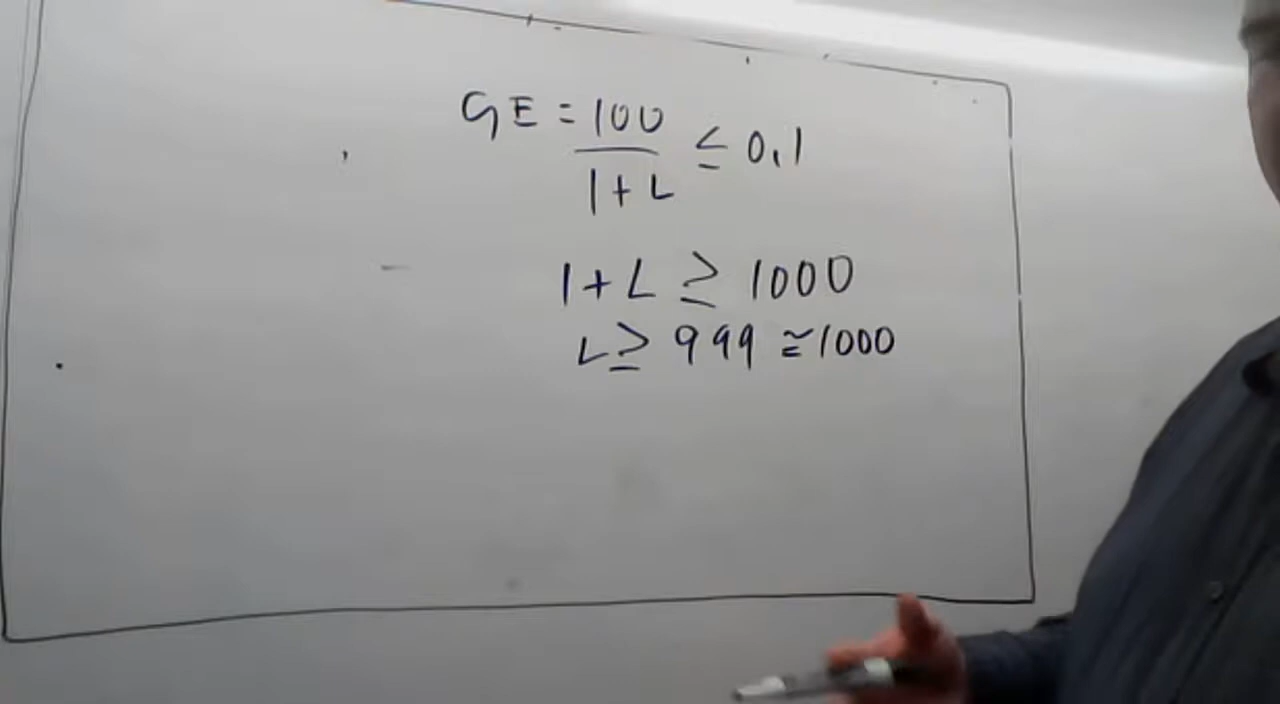 GE = 100 / 1 + L ≤ 0,1
1 + L ≥ 1000
L ≥ 999 ≅ 1000